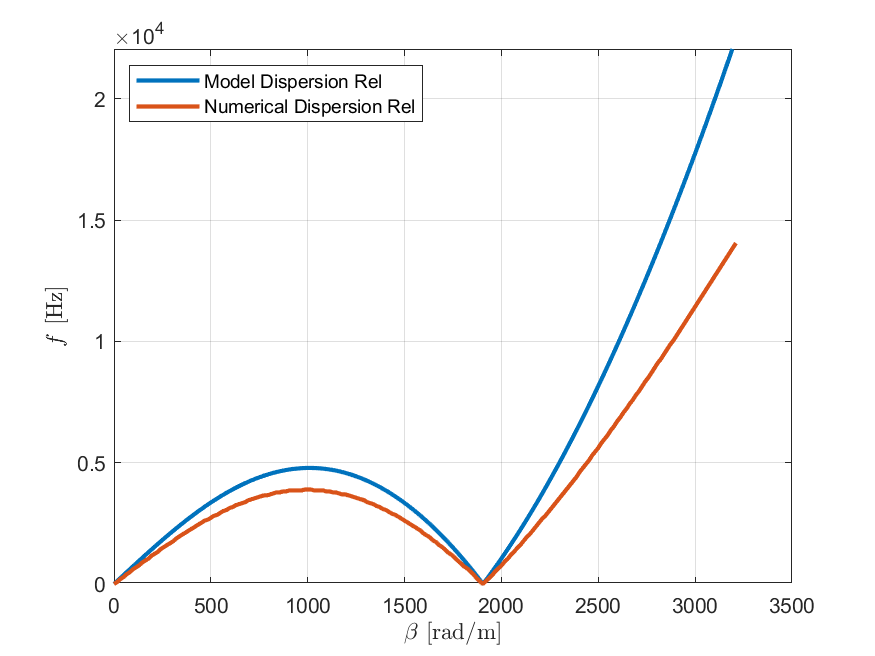 ×10⁴
Model Dispersion Rel
Numerical Dispersion Rel
2
1.5
1
0.5
0
f [Hz]
0 500 1000 1500 2000 2500 3000 3500
β [rad/m]